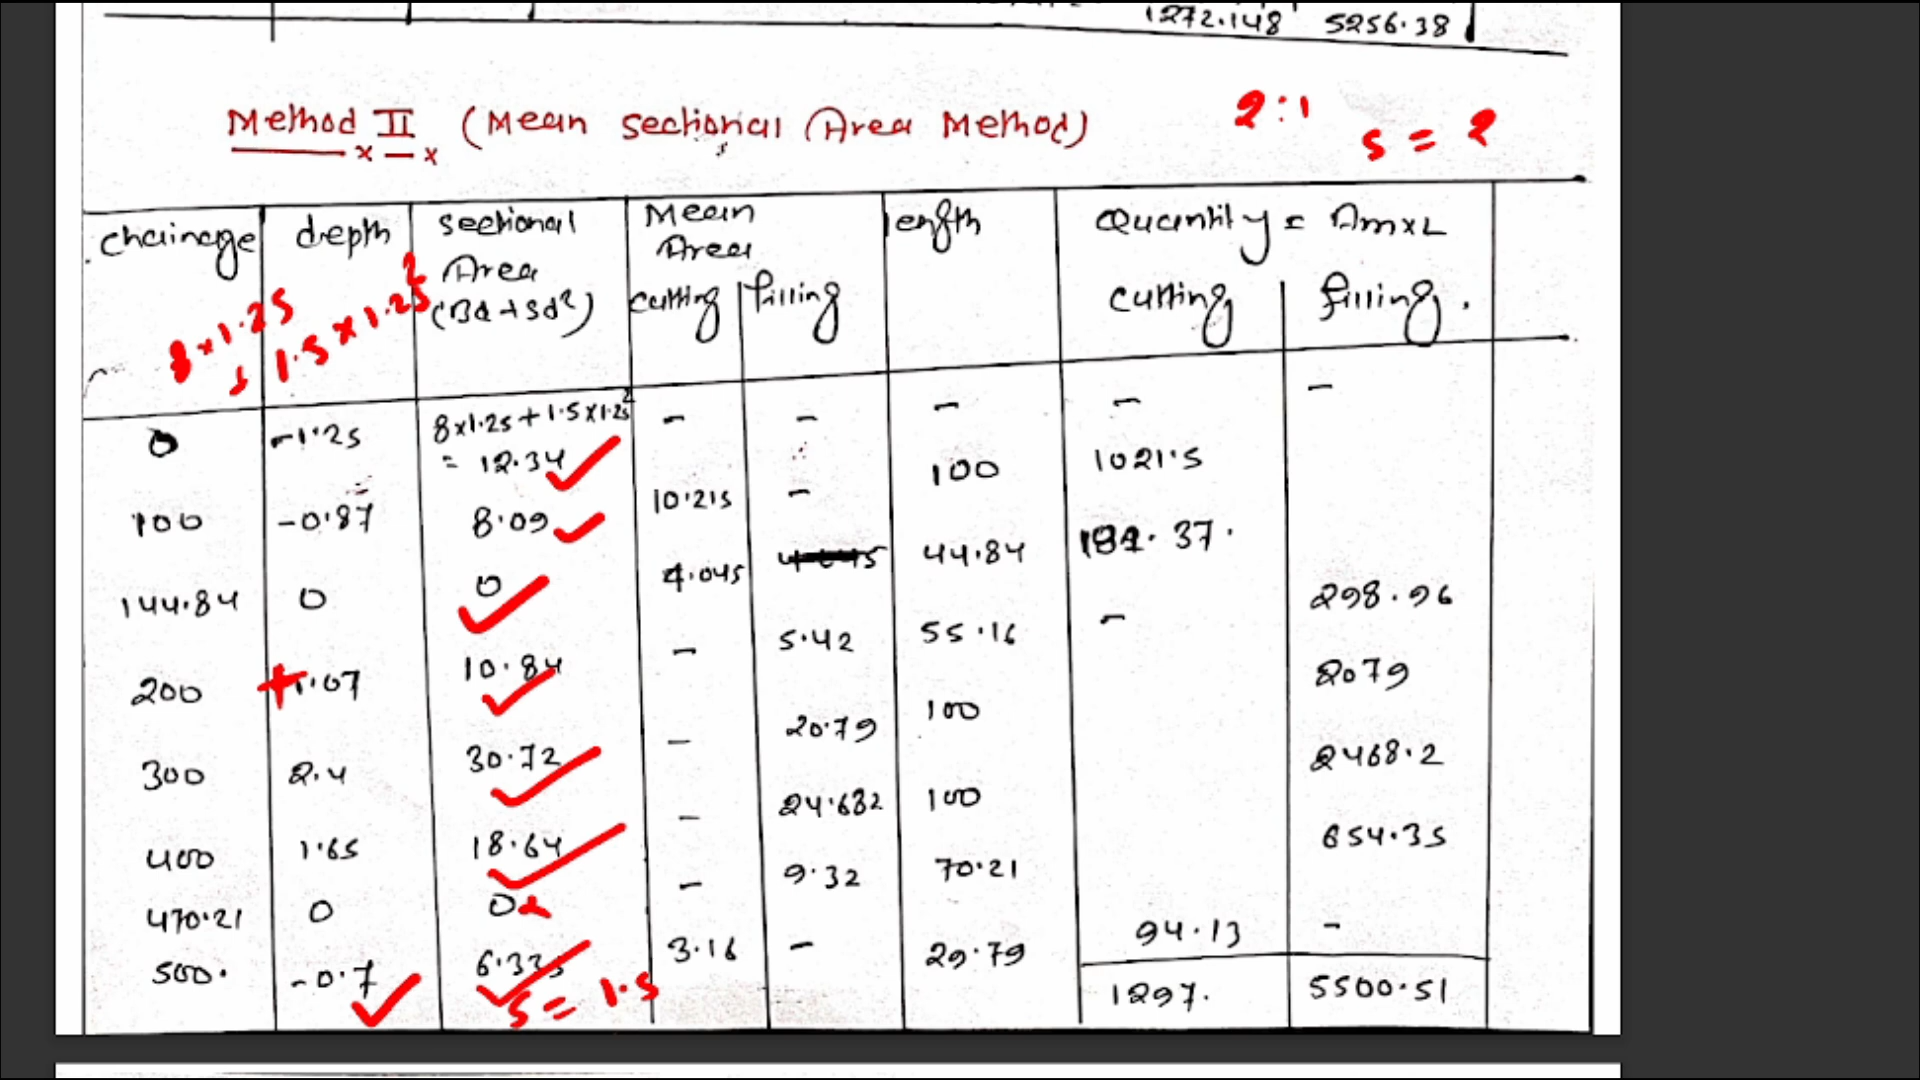 1272.148 5256.38
Method II (Mean sectional Area Method)
2:1
S = 2
chainage depth sectional Area (Bd+Sd²) Mean Area length Quantity = Am×L
cutting filling cutting filling.
8×1.25 + 1.5×1.25²
0 -1.25 8×1.25+1.5×1.25² - - - - -
= 12.34
100 1021.5
10.215 -
100 -0.87 8.09
4.045 44.84 . 37.
144.84 0 0
- 5.42 55.16 - 298.96
200 +1.07 10.84
- 20.79 100 2079
300 2.4 30.72
- 24.682 100 2468.2
400 1.65 18.64
- 9.32 70.21 654.35
470.21 0 0
3.16 - 29.79 94.13 -
500. -0.7 6.335
S = 1.5
1297. 5500.51